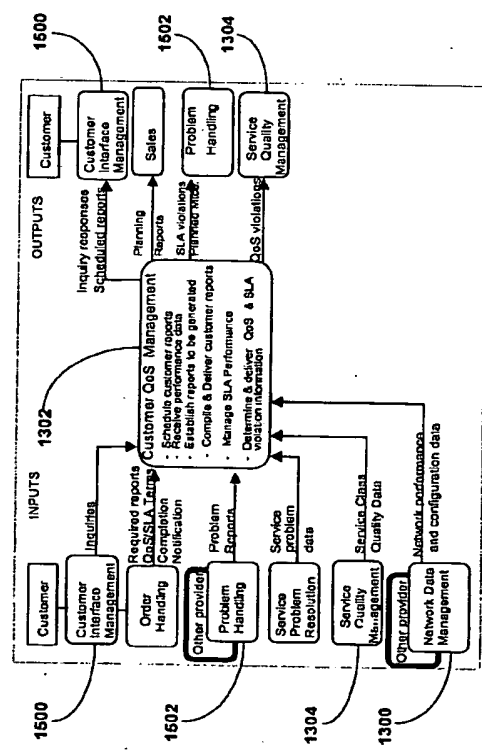 INPUTS
OUTPUTS
1302
1500
Customer
Customer
Interface
Management
Inquiries
Order Handling
Required reports
QoS/SLA Terms
Completion
Notification
1502
Other provider
Problem
Handling
Problem
Reports
Service
Problem
Resolution
Service
problem
data
1304
Service
Quality
Management
Service Class
Quality Data
1300
Other provider
Network Data
Management
Network performance
and configuration data
Customer QoS Management
- Schedule customer reports
- Receive performance data
- Establish reports to be generated
- Compile & Deliver customer reports
- Manage SLA Performance
- Determine & deliver QoS & SLA
violation information
Inquiry responses
Scheduled reports
Customer
Customer
Interface
Management
1500
Planning
Reports
Sales
SLA violations
Planned
Problem
Handling
1502
QoS violations
Service
Quality
Management
1304